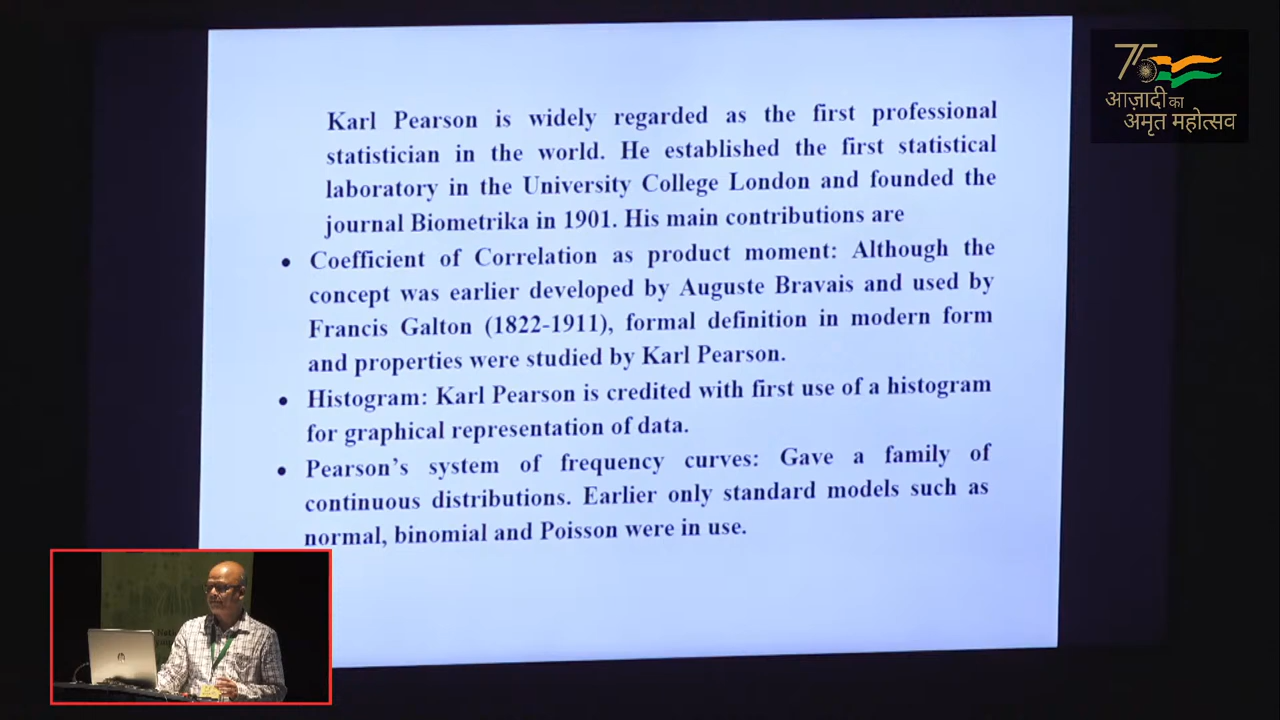 Karl Pearson is widely regarded as the first professional
statistician in the world. He established the first statistical
laboratory in the University College London and founded the
journal Biometrika in 1901. His main contributions are
• Coefficient of Correlation as product moment: Although the
concept was earlier developed by Auguste Bravais and used by
Francis Galton (1822-1911), formal definition in modern form
and properties were studied by Karl Pearson.
• Histogram: Karl Pearson is credited with first use of a histogram
for graphical representation of data.
• Pearson's system of frequency curves: Gave a family of
continuous distributions. Earlier only standard models such as
normal, binomial and Poisson were in use.
75
आज़ादी का
अमृत महोत्सव